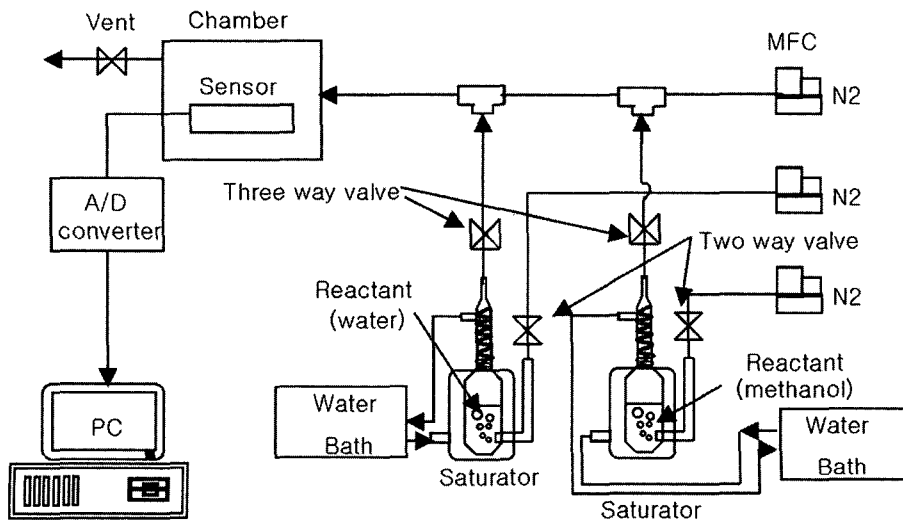 Chamber
Vent
MFC
Sensor
N2
Three way valve
N2
A/D
converter
Two way valve
N2
Reactant
(water)
Reactant
(methanol)
Water
Bath
PC
Water
Bath
Saturator
Saturator